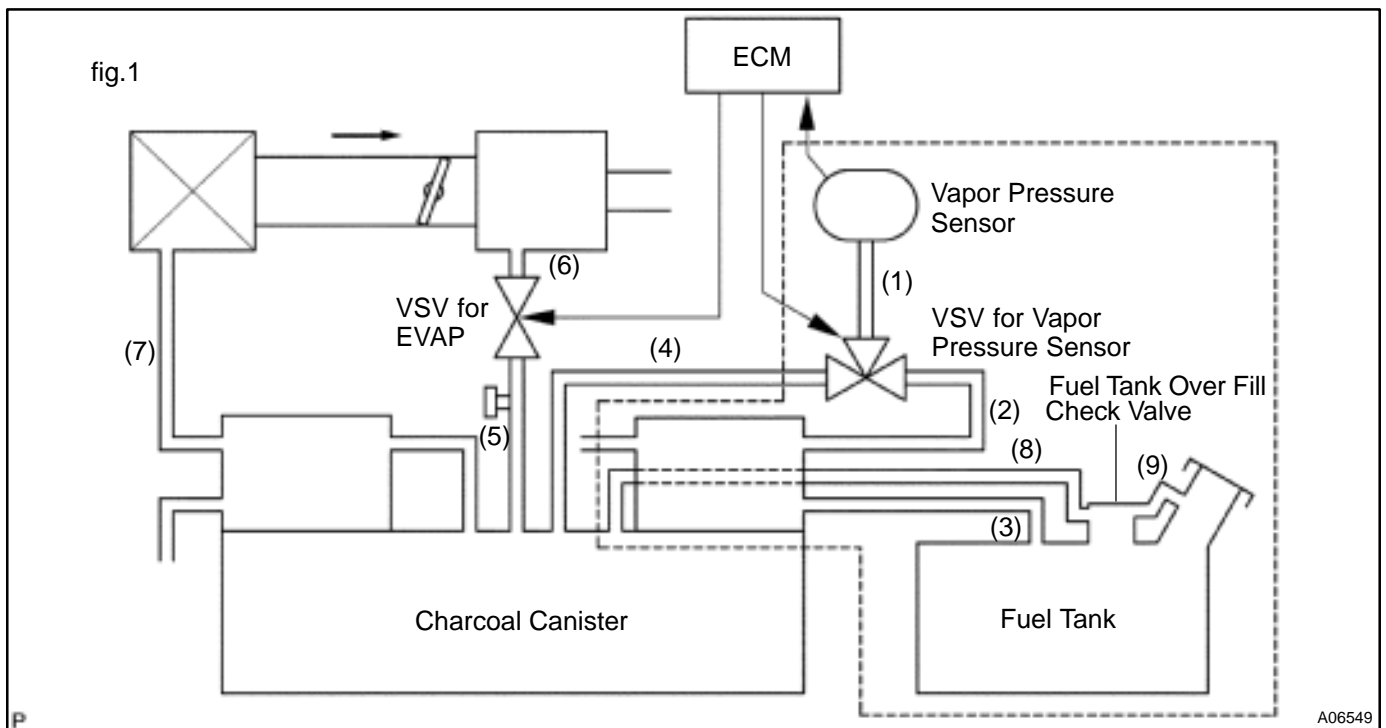 fig.1
ECM
Vapor Pressure
Sensor
(1)
(6)
VSV for
EVAP
VSV for Vapor
Pressure Sensor
(7)
(4)
Fuel Tank Over Fill
Check Valve
(2)
(5)
(8)
(9)
(3)
Charcoal Canister
Fuel Tank
P
A06549